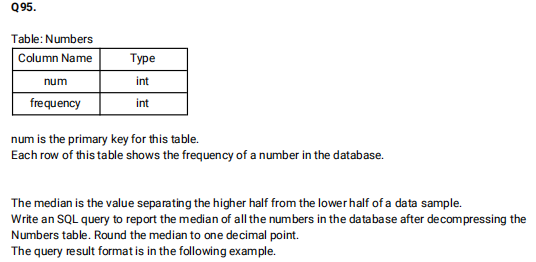 Q95.
Table: Numbers
Column Name Type
num int
frequency int
num is the primary key for this table.
Each row of this table shows the frequency of a number in the database.
The median is the value separating the higher half from the lower half of a data sample.
Write an SQL query to report the median of all the numbers in the database after decompressing the
Numbers table. Round the median to one decimal point.
The query result format is in the following example.